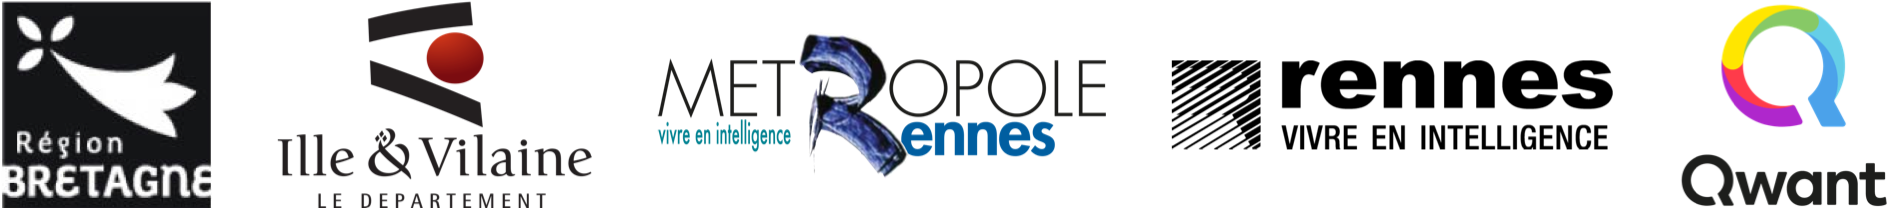 Région
BRETAGNE
Ille & Vilaine
LE DEPARTEMENT
METROPOLE
vivre en intelligence
Rennes
rennes
VIVRE EN INTELLIGENCE
Qwant